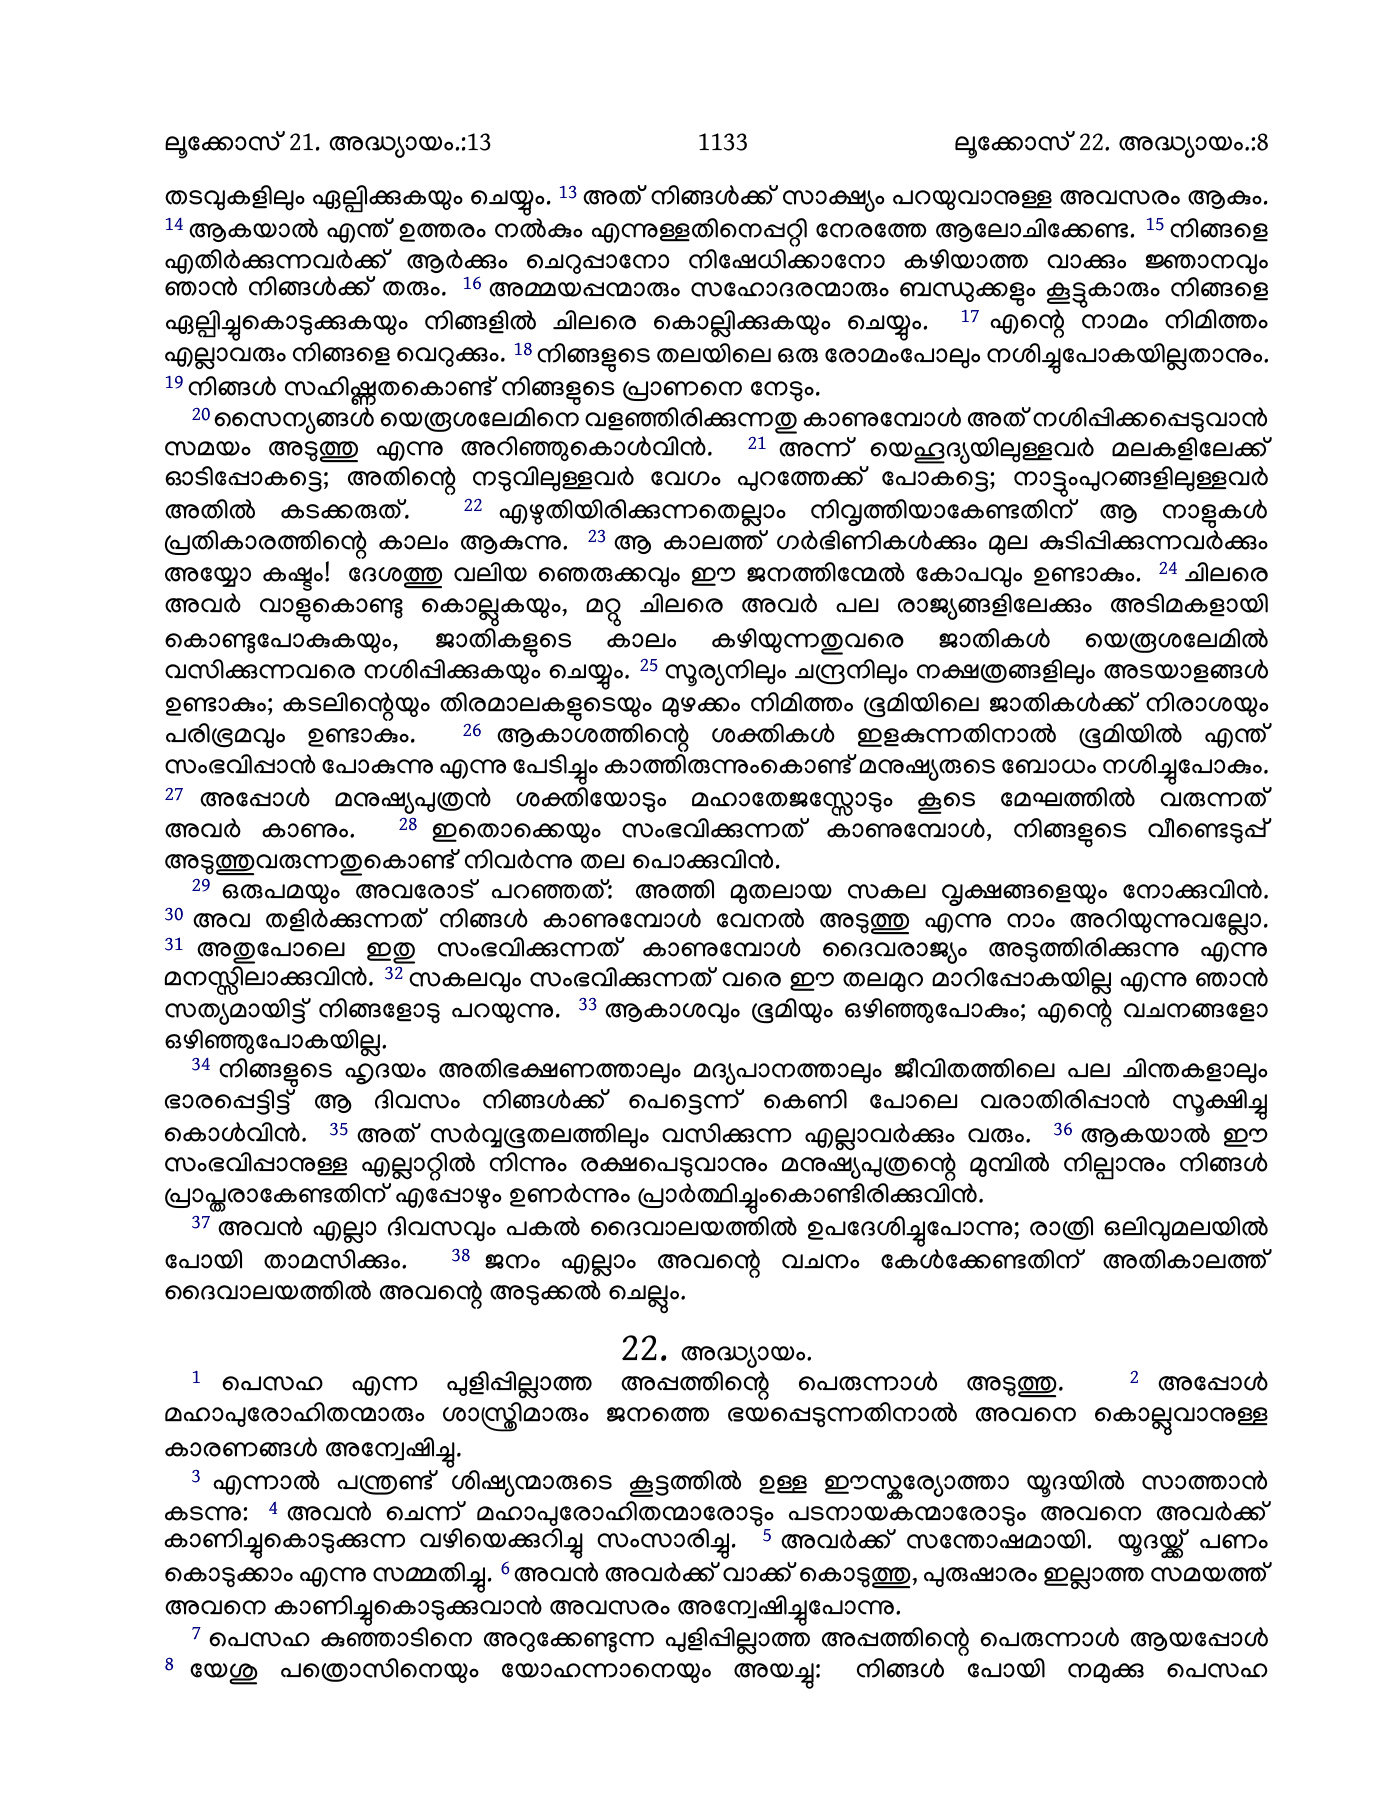 ലൂക്കോസ് 21. അദ്ധ്യായം.:13 1133 ലൂക്കോസ് 22. അദ്ധ്യായം.:8
തടവുകളിലും ഏല്പിക്കുകയും ചെയ്യും. 13 അത് നിങ്ങൾക്ക് സാക്ഷ്യം പറയുവാനുള്ള അവസരം ആകും.
14 ആകയാൽ എന്ത് ഉത്തരം നൽകും എന്നുള്ളതിനെപ്പറ്റി നേരത്തേ ആലോചിക്കേണ്ട. 15 നിങ്ങളെ
എതിർക്കുന്നവർക്ക് ആർക്കും ചെറുപ്പാനോ നിഷേധിക്കാനോ കഴിയാത്ത വാക്കും ജ്ഞാനവും
ഞാൻ നിങ്ങൾക്ക് തരും. 16 അമ്മയപ്പന്മാരും സഹോദരന്മാരും ബന്ധുക്കളും കൂട്ടുകാരും നിങ്ങളെ
ഏല്പിച്ചുകൊടുക്കുകയും നിങ്ങളിൽ ചിലരെ കൊല്ലിക്കുകയും ചെയ്യും. 17 എന്റെ നാമം നിമിത്തം
എല്ലാവരും നിങ്ങളെ വെറുക്കും. 18 നിങ്ങളുടെ തലയിലെ ഒരു രോമംപോലും നശിച്ചുപോകയില്ലതാനും.
19 നിങ്ങൾ സഹിഷ്ണതകൊണ്ട് നിങ്ങളുടെ പ്രാണനെ നേടും.
20 സൈന്യങ്ങൾ യെരൂശലേമിനെ വളഞ്ഞിരിക്കുന്നതു കാണുമ്പോൾ അത് നശിപ്പിക്കപ്പെടുവാൻ
സമയം അടുത്തു എന്നു അറിഞ്ഞുകൊൾവിൻ. 21 അന്ന് യെഹൂദ്യയിലുള്ളവർ മലകളിലേക്ക്
ഓടിപ്പോകട്ടെ; അതിന്റെ നടുവിലുള്ളവർ വേഗം പുറത്തേക്ക് പോകട്ടെ; നാട്ടുംപുറങ്ങളിലുള്ളവർ
അതിൽ കടക്കരുത്. 22 എഴുതിയിരിക്കുന്നതെല്ലാം നിവൃത്തിയാകേണ്ടതിന് ആ നാളുകൾ
പ്രതികാരത്തിന്റെ കാലം ആകുന്നു. 23 ആ കാലത്ത് ഗർഭിണികൾക്കും മുല കുടിപ്പിക്കുന്നവർക്കും
അയ്യോ കഷ്ടം! ദേശത്തു വലിയ ഞെരുക്കവും ഈ ജനത്തിന്മേൽ കോപവും ഉണ്ടാകും. 24 ചിലരെ
അവർ വാളുകൊണ്ടു കൊല്ലുകയും, മറ്റു ചിലരെ അവർ പല രാജ്യങ്ങളിലേക്കും അടിമകളായി
കൊണ്ടുപോകുകയും, ജാതികളുടെ കാലം കഴിയുന്നതുവരെ ജാതികൾ യെരൂശലേമിൽ
വസിക്കുന്നവരെ നശിപ്പിക്കുകയും ചെയ്യും. 25 സൂര്യനിലും ചന്ദ്രനിലും നക്ഷത്രങ്ങളിലും അടയാളങ്ങൾ
ഉണ്ടാകും; കടലിന്റെയും തിരമാലകളുടെയും മുഴക്കം നിമിത്തം ഭൂമിയിലെ ജാതികൾക്ക് നിരാശയും
പരിഭ്രമവും ഉണ്ടാകും. 26 ആകാശത്തിന്റെ ശക്തികൾ ഇളകുന്നതിനാൽ ഭൂമിയിൽ എന്ത്
സംഭവിപ്പാൻ പോകുന്നു എന്നു പേടിച്ചും കാത്തിരുന്നുംകൊണ്ട് മനുഷ്യരുടെ ബോധം നശിച്ചുപോകും.
27 അപ്പോൾ മനുഷ്യപുത്രൻ ശക്തിയോടും മഹാതേജസ്സോടും കൂടെ മേഘത്തിൽ വരുന്നത്
അവർ കാണും. 28 ഇതൊക്കെയും സംഭവിക്കുന്നത് കാണുമ്പോൾ, നിങ്ങളുടെ വീണ്ടെടുപ്പ്
അടുത്തുവരുന്നതുകൊണ്ട് നിവർന്നു തല പൊക്കുവിൻ.
29 ഒരുപമയും അവരോട് പറഞ്ഞത്: അത്തി മുതലായ സകല വൃക്ഷങ്ങളെയും നോക്കുവിൻ.
30 അവ തളിർക്കുന്നത് നിങ്ങൾ കാണുമ്പോൾ വേനൽ അടുത്തു എന്നു നാം അറിയുന്നുവല്ലോ.
31 അതുപോലെ ഇതു സംഭവിക്കുന്നത് കാണുമ്പോൾ ദൈവരാജ്യം അടുത്തിരിക്കുന്നു എന്നു
മനസ്സിലാക്കുവിൻ. 32 സകലവും സംഭവിക്കുന്നത് വരെ ഈ തലമുറ മാറിപ്പോകയില്ല എന്നു ഞാൻ
സത്യമായിട്ട് നിങ്ങളോടു പറയുന്നു. 33 ആകാശവും ഭൂമിയും ഒഴിഞ്ഞുപോകും; എന്റെ വചനങ്ങളോ
ഒഴിഞ്ഞുപോകയില്ല.
34 നിങ്ങളുടെ ഹൃദയം അതിഭക്ഷണത്താലും മദ്യപാനത്താലും ജീവിതത്തിലെ പല ചിന്തകളാലും
ഭാരപ്പെട്ടിട്ട് ആ ദിവസം നിങ്ങൾക്ക് പെട്ടെന്ന് കെണി പോലെ വരാതിരിപ്പാൻ സൂക്ഷിച്ചു
കൊൾവിൻ. 35 അത് സർവ്വഭൂതലത്തിലും വസിക്കുന്ന എല്ലാവർക്കും വരും. 36 ആകയാൽ ഈ
സംഭവിപ്പാനുള്ള എല്ലാറ്റിൽ നിന്നും രക്ഷപെടുവാനും മനുഷ്യപുത്രന്റെ മുമ്പിൽ നില്പാനും നിങ്ങൾ
പ്രാപ്തരാകേണ്ടതിന് എപ്പോഴും ഉണർന്നും പ്രാർത്ഥിച്ചുംകൊണ്ടിരിക്കുവിൻ.
37 അവൻ എല്ലാ ദിവസവും പകൽ ദൈവാലയത്തിൽ ഉപദേശിച്ചുപോന്നു; രാത്രി ഒലിവുമലയിൽ
പോയി താമസിക്കും. 38 ജനം എല്ലാം അവന്റെ വചനം കേൾക്കേണ്ടതിന് അതികാലത്ത്
ദൈവാലയത്തിൽ അവന്റെ അടുക്കൽ ചെല്ലും.
22. അദ്ധ്യായം.
1 പെസഹ എന്ന പുളിപ്പില്ലാത്ത അപ്പത്തിന്റെ പെരുന്നാൾ അടുത്തു. 2 അപ്പോൾ
മഹാപുരോഹിതന്മാരും ശാസ്ത്രിമാരും ജനത്തെ ഭയപ്പെടുന്നതിനാൽ അവനെ കൊല്ലുവാനുള്ള
കാരണങ്ങൾ അന്വേഷിച്ചു.
3 എന്നാൽ പന്ത്രണ്ട് ശിഷ്യന്മാരുടെ കൂട്ടത്തിൽ ഉള്ള ഈസ്കര്യോത്താ യൂദയിൽ സാത്താൻ
കടന്നു: 4 അവൻ ചെന്ന് മഹാപുരോഹിതന്മാരോടും പടനായകന്മാരോടും അവനെ അവർക്ക്
കാണിച്ചുകൊടുക്കുന്ന വഴിയെക്കുറിച്ചു സംസാരിച്ചു. 5 അവർക്ക് സന്തോഷമായി. യൂദയ്ക്ക് പണം
കൊടുക്കാം എന്നു സമ്മതിച്ചു. 6 അവൻ അവർക്ക് വാക്ക് കൊടുത്തു, പുരുഷാരം ഇല്ലാത്ത സമയത്ത്
അവനെ കാണിച്ചുകൊടുക്കുവാൻ അവസരം അന്വേഷിച്ചുപോന്നു.
7 പെസഹ കുഞ്ഞാടിനെ അറുക്കേണ്ടുന്ന പുളിപ്പില്ലാത്ത അപ്പത്തിന്റെ പെരുന്നാൾ ആയപ്പോൾ
8 യേശു പത്രൊസിനെയും യോഹന്നാനെയും അയച്ചു: നിങ്ങൾ പോയി നമുക്കു പെസഹ